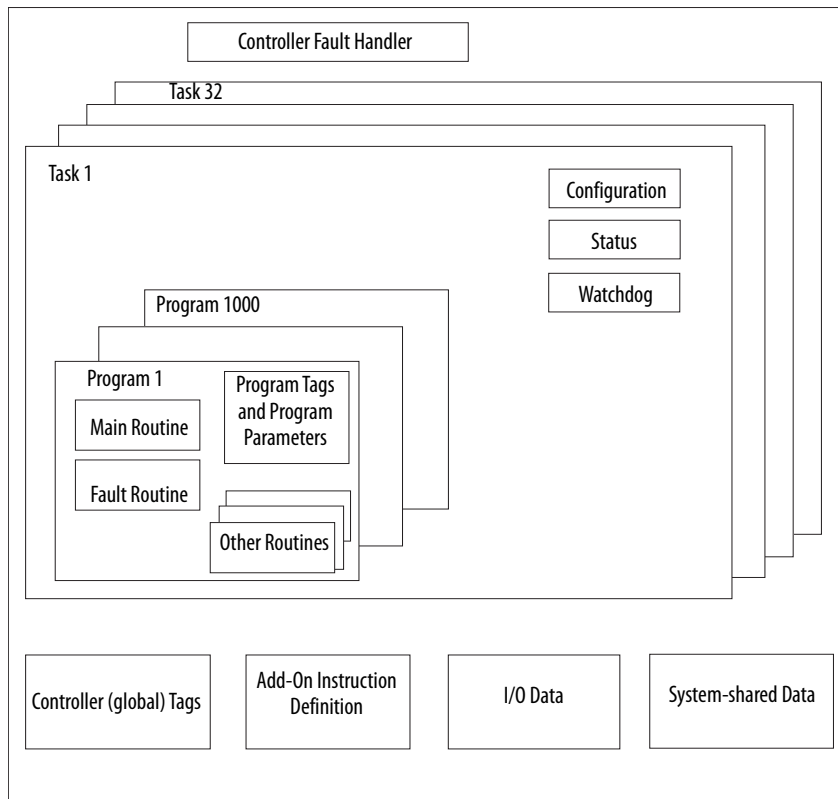 Controller Fault Handler
Task 32
Task 1
Configuration
Status
Watchdog
Program 1000
Program 1
Program Tags
and Program
Parameters
Main Routine
Fault Routine
Other Routines
Controller (global) Tags
Add-On Instruction
Definition
I/O Data
System-shared Data